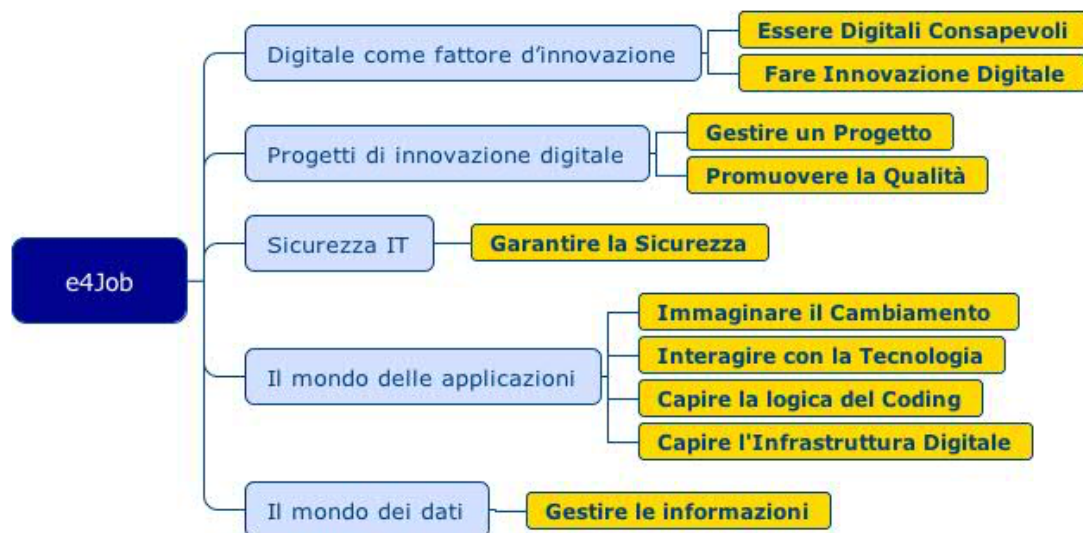 e4Job
Digitale come fattore d'innovazione
Essere Digitali Consapevoli
Fare Innovazione Digitale
Progetti di innovazione digitale
Gestire un Progetto
Promuovere la Qualità
Sicurezza IT
Garantire la Sicurezza
Il mondo delle applicazioni
Immaginare il Cambiamento
Interagire con la Tecnologia
Capire la logica del Coding
Capire l'Infrastruttura Digitale
Il mondo dei dati
Gestire le informazioni